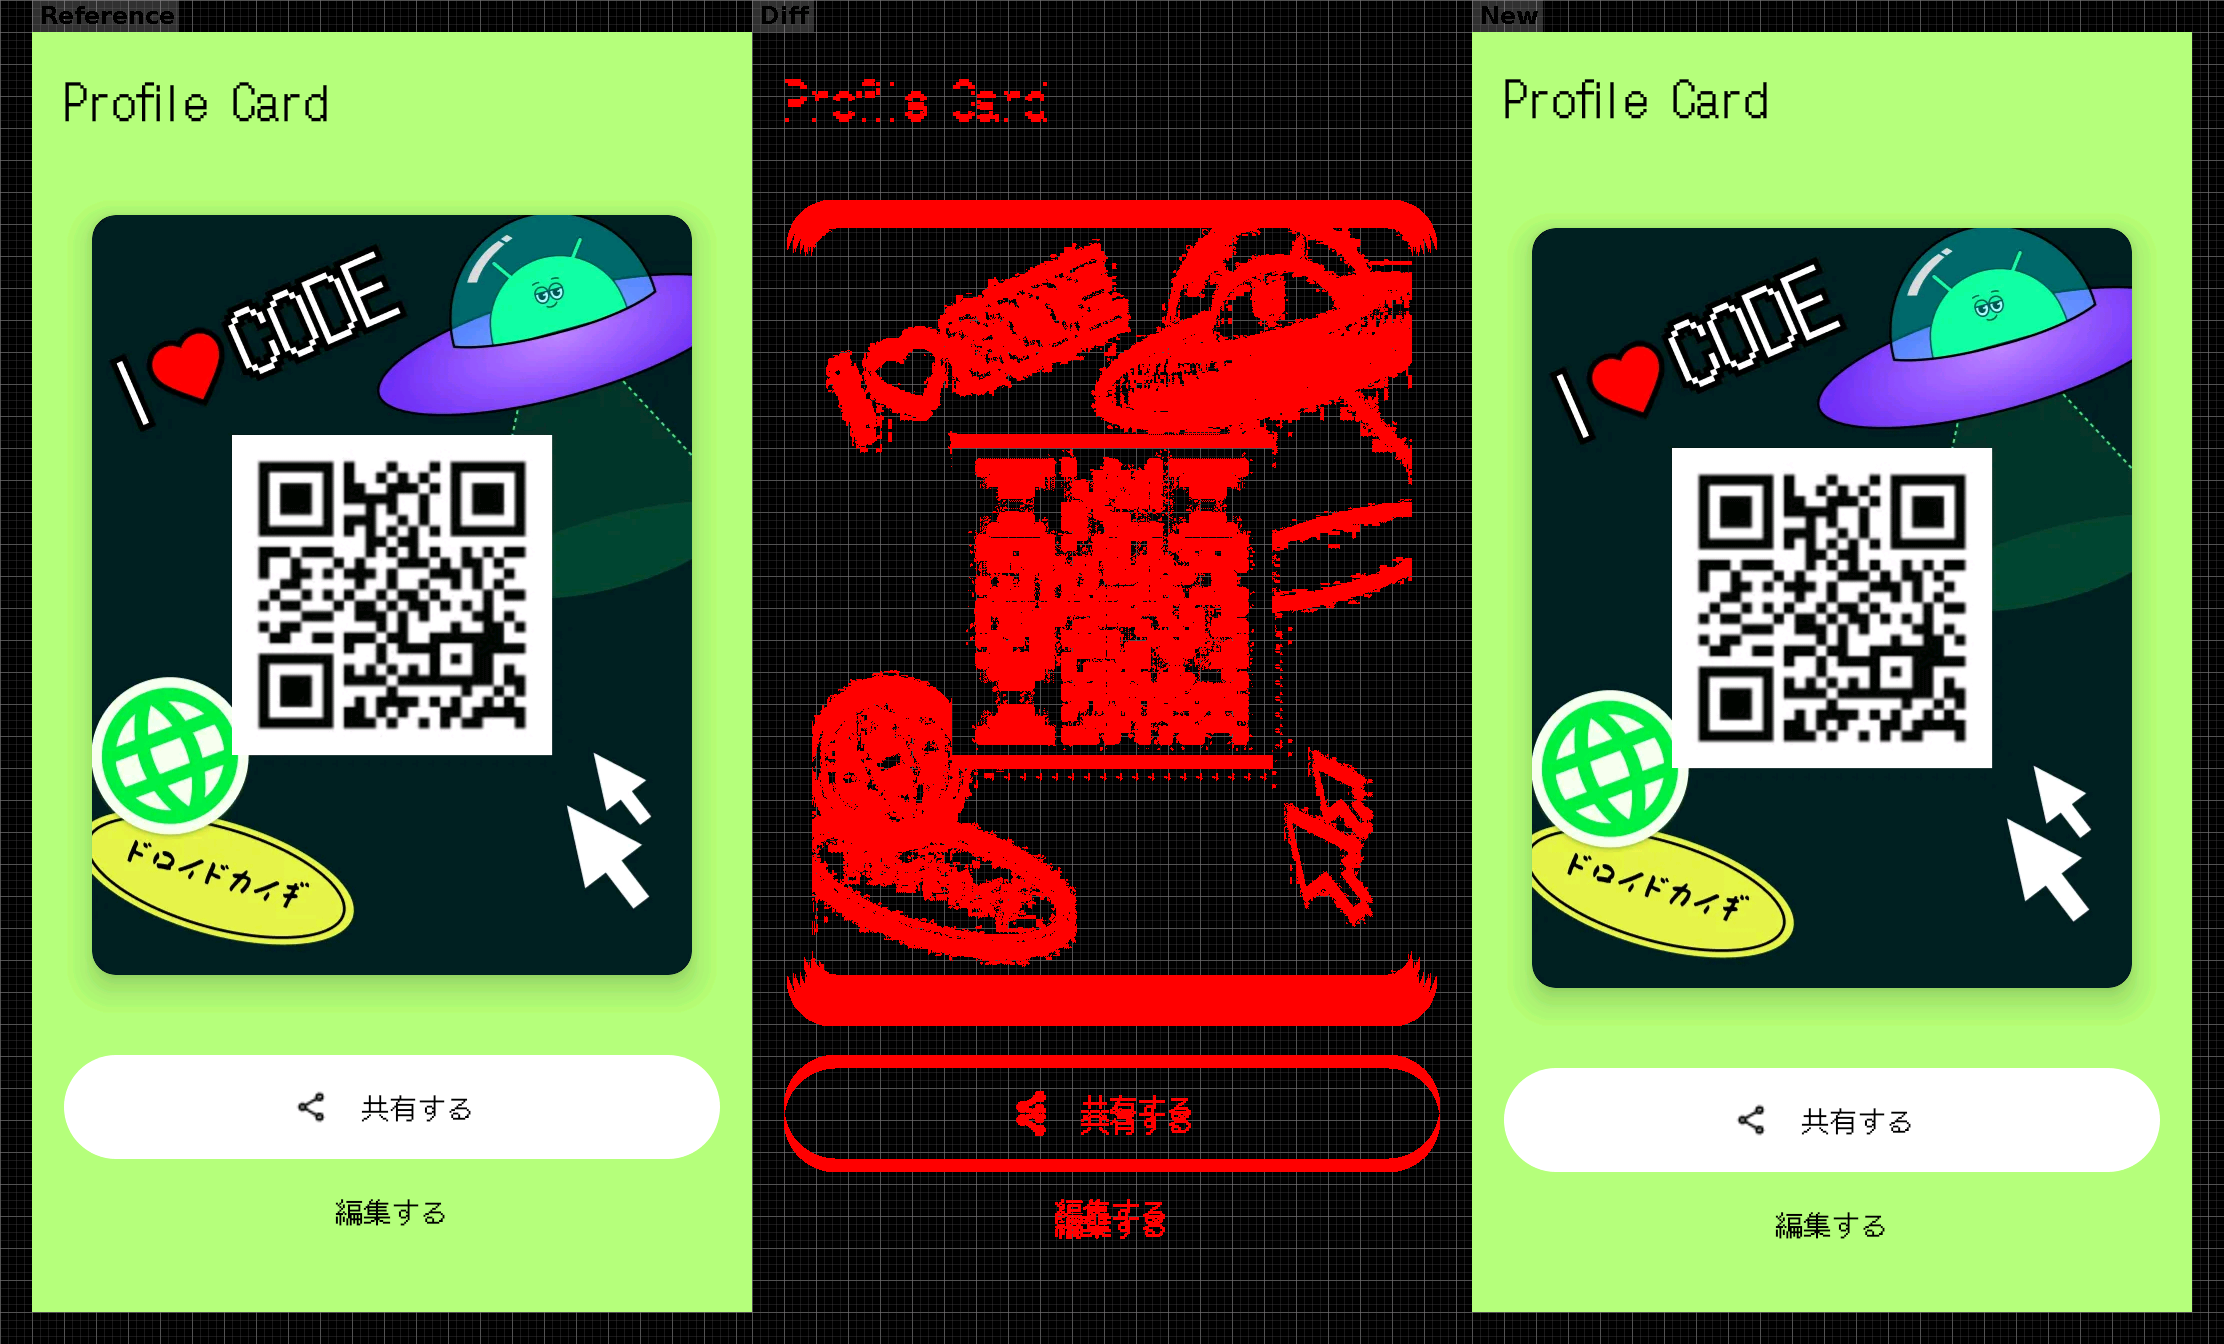 Reference
Diff
New
Profile Card
Profile Card
Profile Card
I ❤ CODE
I ❤ CODE
I ❤ CODE
ドロイドカイギ
ドロイドカイギ
共有する
共有する
共有する
編集する
編集する
編集する